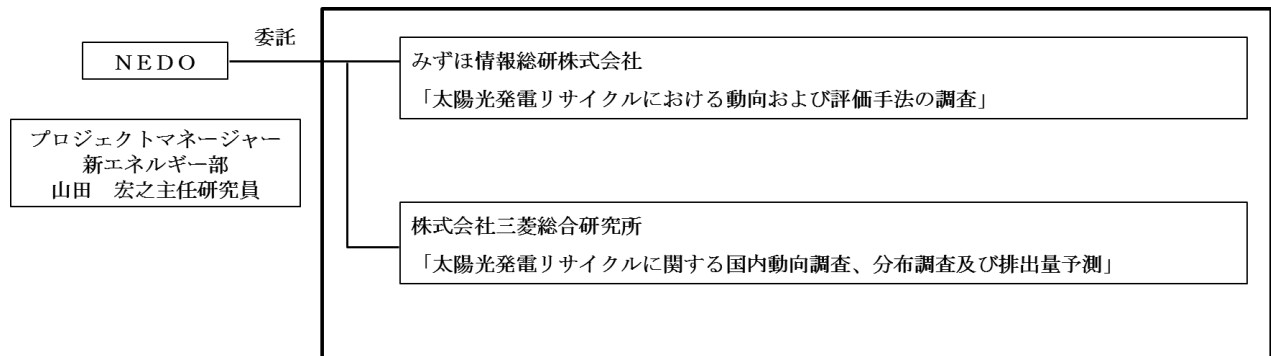 委託
ＮＥＤＯ
プロジェクトマネージャー
新エネルギー部
山田　宏之主任研究員
みずほ情報総研株式会社
「太陽光発電リサイクルにおける動向および評価手法の調査」
株式会社三菱総合研究所
「太陽光発電リサイクルに関する国内動向調査、分布調査及び排出量予測」